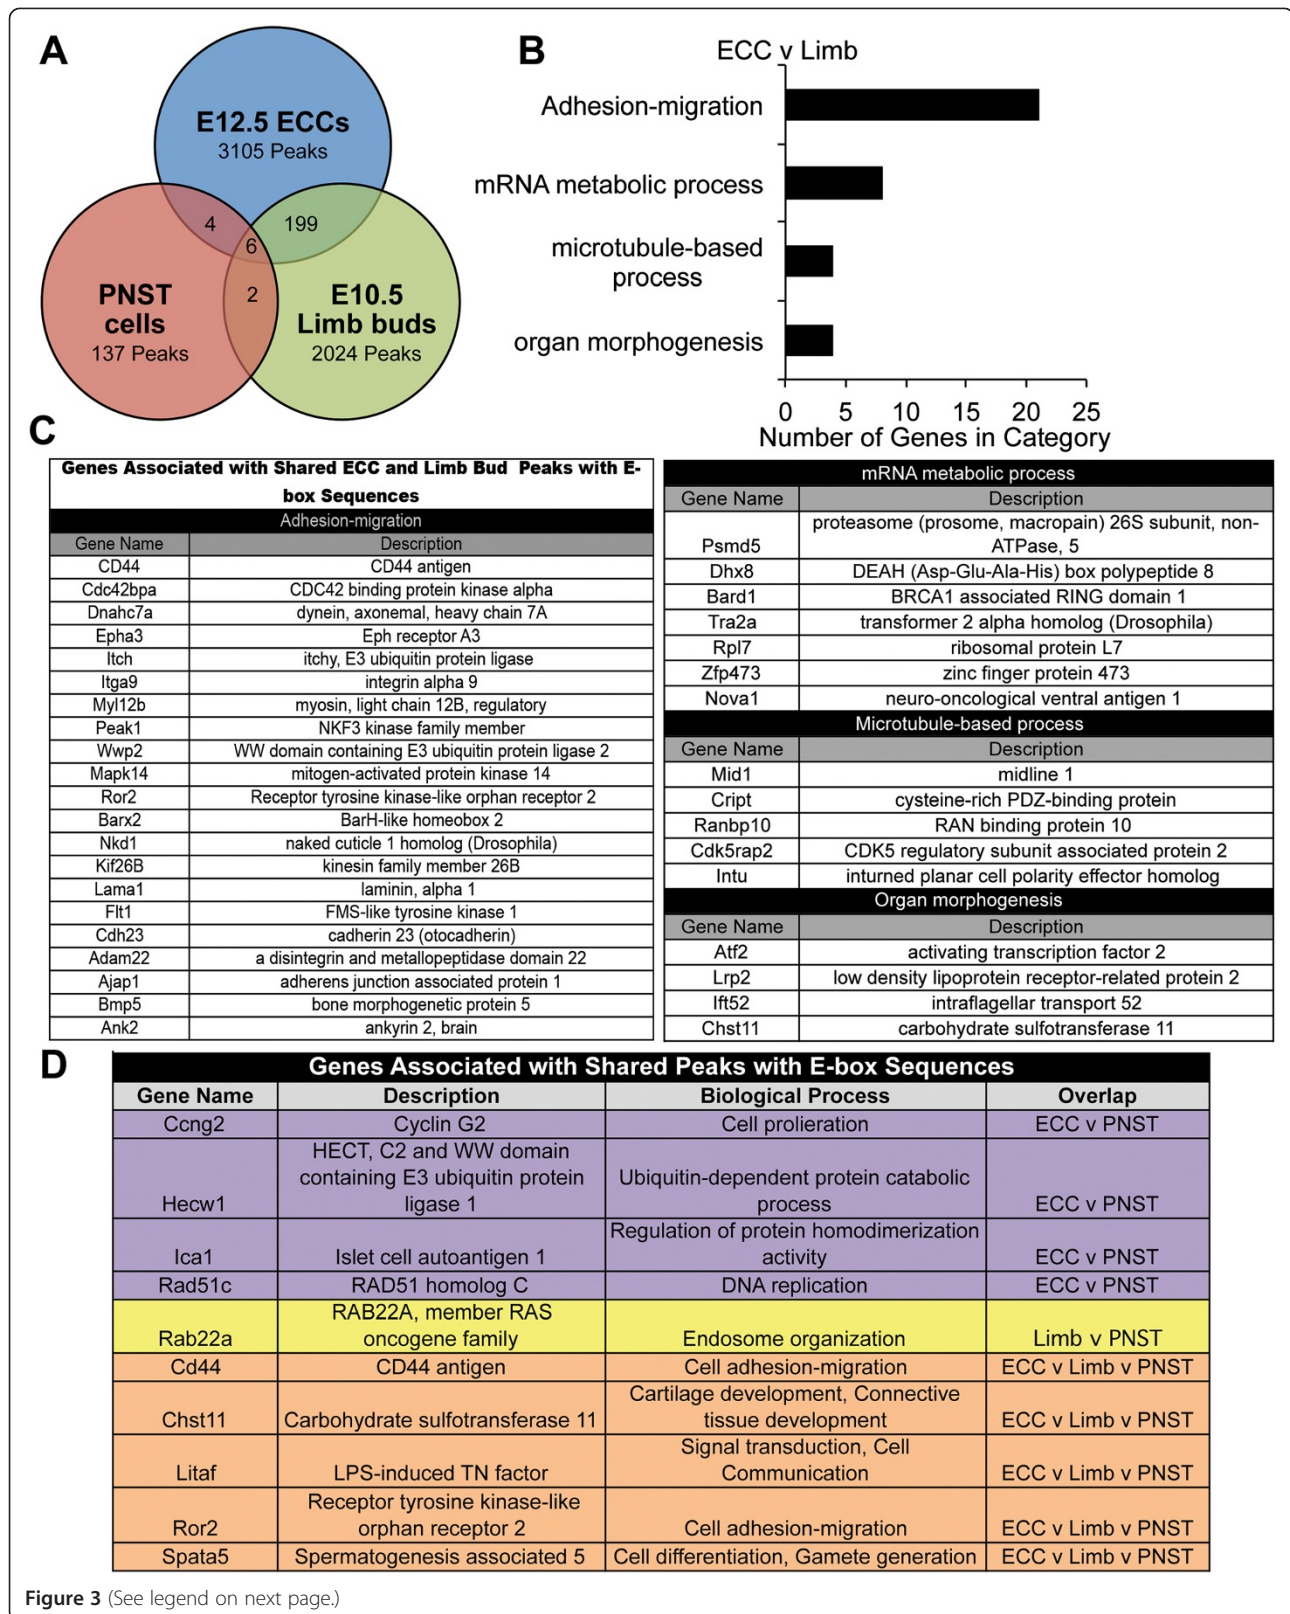 A
E12.5 ECCs
3105 Peaks
4
199
6
2
PNST
cells
137 Peaks
E10.5
Limb buds
2024 Peaks
B
ECC v Limb
Adhesion-migration
mRNA metabolic process
microtubule-based
process
organ morphogenesis
0 5 10 15 20 25
Number of Genes in Category
C
Genes Associated with Shared ECC and Limb Bud Peaks with E-
box Sequences
Adhesion-migration
Gene Name Description
CD44 CD44 antigen
Cdc42bpa CDC42 binding protein kinase alpha
Dnahc7a dynein, axonemal, heavy chain 7A
Epha3 Eph receptor A3
Itch itchy, E3 ubiquitin protein ligase
Itga9 integrin alpha 9
Myl12b myosin, light chain 12B, regulatory
Peak1 NKF3 kinase family member
Wwp2 WW domain containing E3 ubiquitin protein ligase 2
Mapk14 mitogen-activated protein kinase 14
Ror2 Receptor tyrosine kinase-like orphan receptor 2
Barx2 BarH-like homeobox 2
Nkd1 naked cuticle 1 homolog (Drosophila)
Kif26B kinesin family member 26B
Lama1 laminin, alpha 1
Flt1 FMS-like tyrosine kinase 1
Cdh23 cadherin 23 (otocadherin)
Adam22 a disintegrin and metallopeptidase domain 22
Ajap1 adherens junction associated protein 1
Bmp5 bone morphogenetic protein 5
Ank2 ankyrin 2, brain
mRNA metabolic process
Gene Name Description
proteasome (prosome, macropain) 26S subunit, non-
Psmd5 ATPase, 5
Dhx8 DEAH (Asp-Glu-Ala-His) box polypeptide 8
Bard1 BRCA1 associated RING domain 1
Tra2a transformer 2 alpha homolog (Drosophila)
Rpl7 ribosomal protein L7
Zfp473 zinc finger protein 473
Nova1 neuro-oncological ventral antigen 1
Microtubule-based process
Gene Name Description
Mid1 midline 1
Cript cysteine-rich PDZ-binding protein
Ranbp10 RAN binding protein 10
Cdk5rap2 CDK5 regulatory subunit associated protein 2
Intu inturned planar cell polarity effector homolog
Organ morphogenesis
Gene Name Description
Atf2 activating transcription factor 2
Lrp2 low density lipoprotein receptor-related protein 2
Ift52 intraflagellar transport 52
Chst11 carbohydrate sulfotransferase 11
D
Genes Associated with Shared Peaks with E-box Sequences
Gene Name Description Biological Process Overlap
Ccng2 Cyclin G2 Cell prolieration ECC v PNST
HECT, C2 and WW domain
containing E3 ubiquitin protein Ubiquitin-dependent protein catabolic
Hecw1 ligase 1 process ECC v PNST
Regulation of protein homodimerization
Ica1 Islet cell autoantigen 1 activity ECC v PNST
Rad51c RAD51 homolog C DNA replication ECC v PNST
RAB22A, member RAS
Rab22a oncogene family Endosome organization Limb v PNST
Cd44 CD44 antigen Cell adhesion-migration ECC v Limb v PNST
Cartilage development, Connective
Chst11 Carbohydrate sulfotransferase 11 tissue development ECC v Limb v PNST
Signal transduction, Cell
Litaf LPS-induced TN factor Communication ECC v Limb v PNST
Receptor tyrosine kinase-like
Ror2 orphan receptor 2 Cell adhesion-migration ECC v Limb v PNST
Spata5 Spermatogenesis associated 5 Cell differentiation, Gamete generation ECC v Limb v PNST
Figure 3 (See legend on next page.)